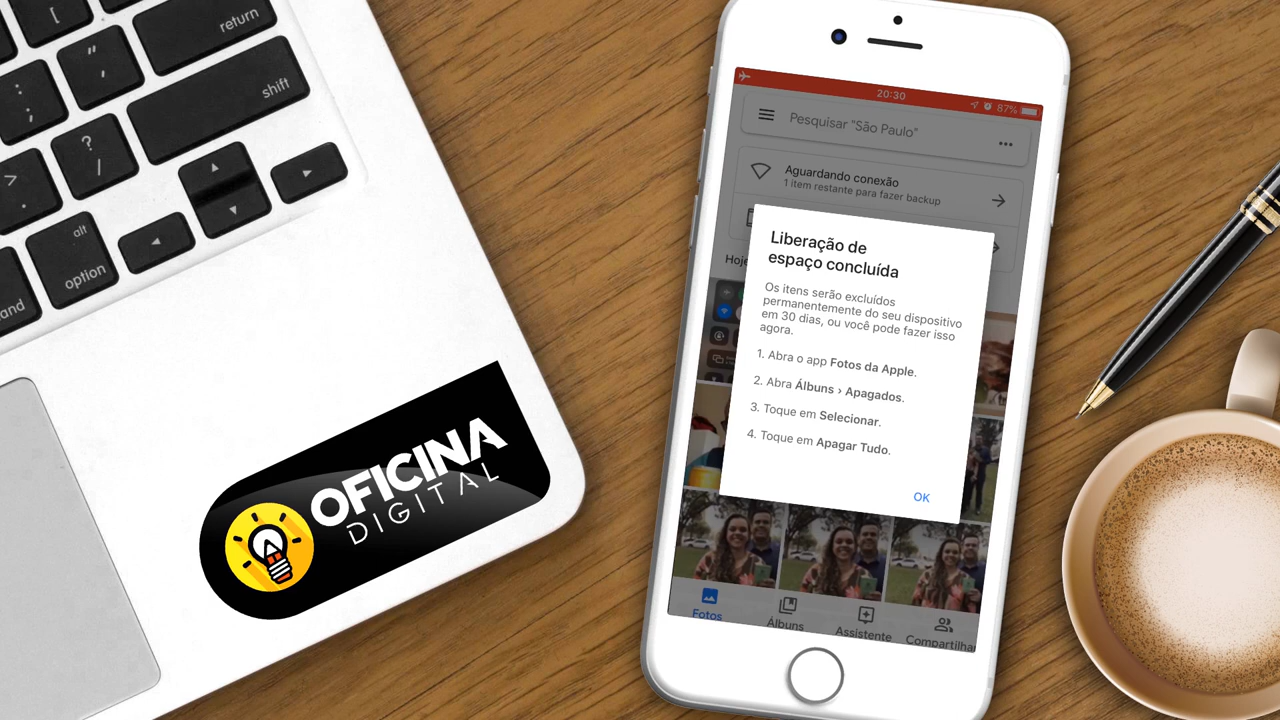 [
return
"
'
:
;
shift
?
/
>
.
alt
option
and
OFICINA
DIGITAL
20:30
87%
Pesquisar "São Paulo"
Aguardando conexão
1 item restante para fazer backup
Hoje
Liberação de
espaço concluída
Os itens serão excluídos
permanentemente do seu dispositivo
em 30 dias, ou você pode fazer isso
agora.
1. Abra o app Fotos da Apple.
2. Abra Álbuns › Apagados.
3. Toque em Selecionar.
4. Toque em Apagar Tudo.
OK
Fotos
Álbuns
Assistente
Compartilha